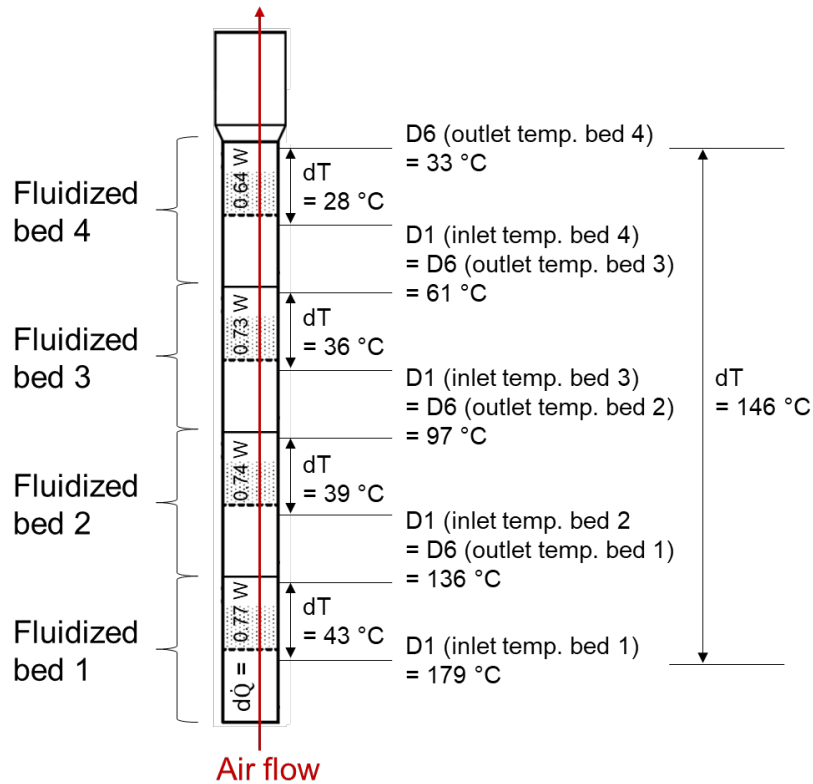 D6 (outlet temp. bed 4)
= 33 °C
Fluidized
bed 4
0.64 W
dT
= 28 °C
D1 (inlet temp. bed 4)
= D6 (outlet temp. bed 3)
= 61 °C
Fluidized
bed 3
0.73 W
dT
= 36 °C
D1 (inlet temp. bed 3)
= D6 (outlet temp. bed 2)
= 97 °C
dT
= 146 °C
Fluidized
bed 2
0.74 W
dT
= 39 °C
D1 (inlet temp. bed 2
= D6 (outlet temp. bed 1)
= 136 °C
Fluidized
bed 1
dQ̇ = 0.77 W
dT
= 43 °C
D1 (inlet temp. bed 1)
= 179 °C
Air flow